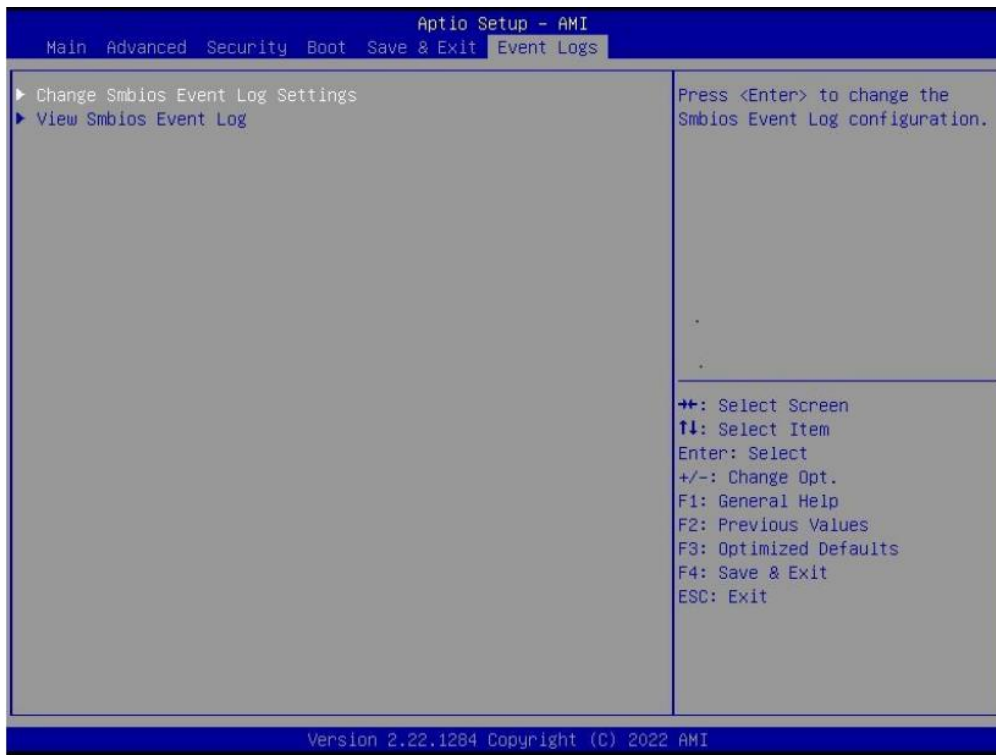 Aptio Setup – AMI
Main Advanced Security Boot Save & Exit Event Logs
▶ Change Smbios Event Log Settings
▶ View Smbios Event Log
Press <Enter> to change the
Smbios Event Log configuration.
→←: Select Screen
↑↓: Select Item
Enter: Select
+/-: Change Opt.
F1: General Help
F2: Previous Values
F3: Optimized Defaults
F4: Save & Exit
ESC: Exit
Version 2.22.1284 Copyright (C) 2022 AMI